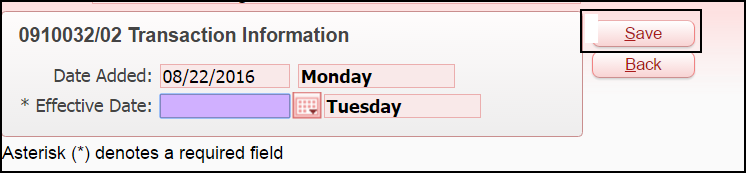 0910032/02 Transaction Information
Save
Date Added: 08/22/2016 Monday
Back
* Effective Date: Tuesday
Asterisk (*) denotes a required field